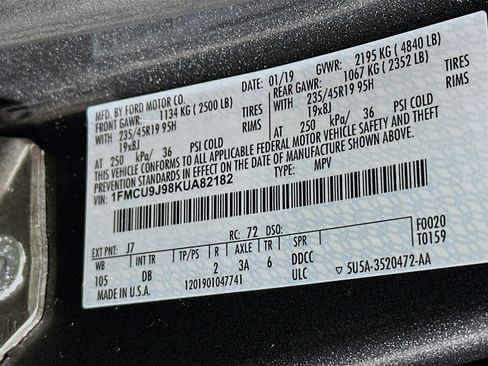 MFD. BY FORD MOTOR CO.
DATE: 01/19 GVWR: 2195 KG ( 4840 LB)
FRONT GAWR: 1134 KG ( 2500 LB) REAR GAWR: 1067 KG ( 2352 LB)
WITH 235/45R19 95H TIRES WITH 235/45R19 95H TIRES
19x8J RIMS 19x8J RIMS
AT 250 kPa/ 36 PSI COLD AT 250 kPa/ 36 PSI COLD
THIS VEHICLE CONFORMS TO ALL APPLICABLE FEDERAL MOTOR VEHICLE SAFETY AND THEFT
PREVENTION STANDARDS IN EFFECT ON THE DATE OF MANUFACTURE SHOWN ABOVE.
VIN: 1FMCU9J98KUA82182
TYPE: MPV
F0020
T0159
EXT PNT: J7 RC: 72 DSO:
WB INT TR TP/PS R AXLE TR SPR
105 DB 2 3A 6 DDCC
MADE IN U.S.A. 1201901047741 ULC ▽ 5U5A-3520472-AA